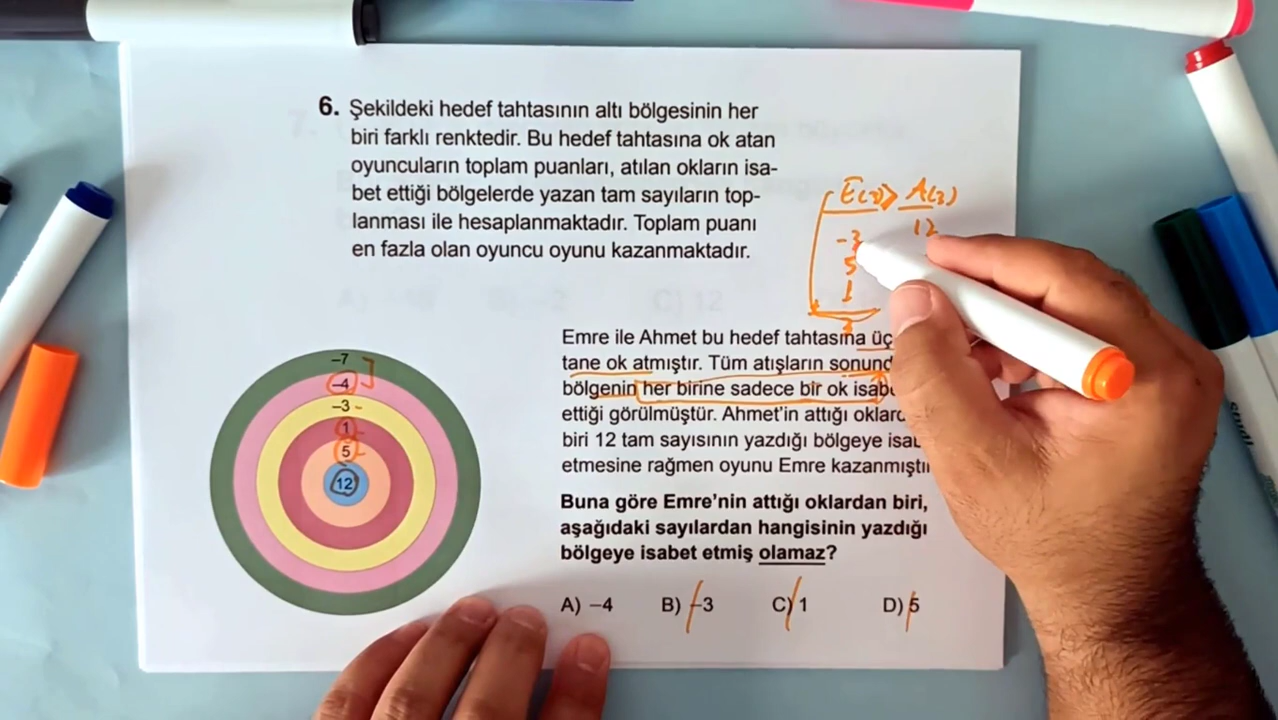 6. Şekildeki hedef tahtasının altı bölgesinin her
biri farklı renktedir. Bu hedef tahtasına ok atan
oyuncuların toplam puanları, atılan okların isa-
bet ettiği bölgelerde yazan tam sayıların top-
lanması ile hesaplanmaktadır. Toplam puanı
en fazla olan oyuncu oyunu kazanmaktadır.
E(3) > A(3)
-3
12
5
1
3
-7
-4
-3
1
5
12
Emre ile Ahmet bu hedef tahtasına üç
tane ok atmıştır. Tüm atışların sonund
bölgenin her birine sadece bir ok isabe
ettiği görülmüştür. Ahmet'in attığı oklard
biri 12 tam sayısının yazdığı bölgeye isa
etmesine rağmen oyunu Emre kazanmıştı
Buna göre Emre'nin attığı oklardan biri,
aşağıdaki sayılardan hangisinin yazdığı
bölgeye isabet etmiş olamaz?
A) –4 B) –3 C) 1 D) 5